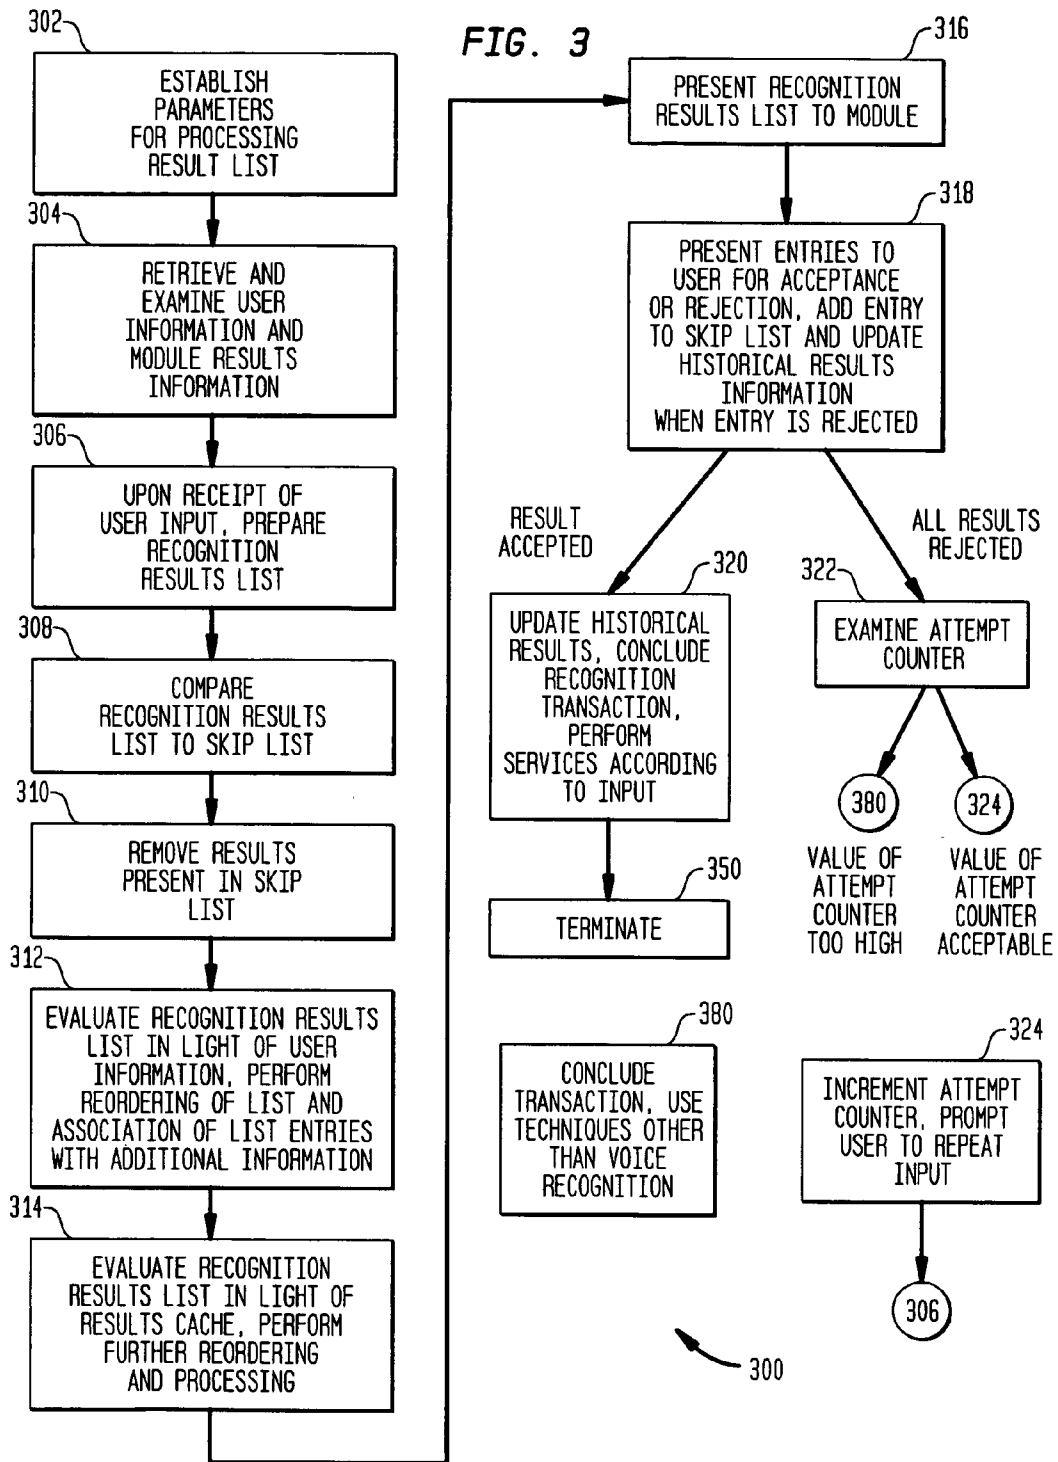 FIG. 3
302
ESTABLISH
PARAMETERS
FOR PROCESSING
RESULT LIST
304
RETRIEVE AND
EXAMINE USER
INFORMATION AND
MODULE RESULTS
INFORMATION
306
UPON RECEIPT OF
USER INPUT, PREPARE
RECOGNITION
RESULTS LIST
308
COMPARE
RECOGNITION RESULTS
LIST TO SKIP LIST
310
REMOVE RESULTS
PRESENT IN SKIP
LIST
312
EVALUATE RECOGNITION RESULTS
LIST IN LIGHT OF USER
INFORMATION, PERFORM
REORDERING OF LIST AND
ASSOCIATION OF LIST ENTRIES
WITH ADDITIONAL INFORMATION
314
EVALUATE RECOGNITION
RESULTS LIST IN LIGHT OF
RESULTS CACHE, PERFORM
FURTHER REORDERING
AND PROCESSING
316
PRESENT RECOGNITION
RESULTS LIST TO MODULE
318
PRESENT ENTRIES TO
USER FOR ACCEPTANCE
OR REJECTION, ADD ENTRY
TO SKIP LIST AND UPDATE
HISTORICAL RESULTS
INFORMATION
WHEN ENTRY IS REJECTED
RESULT
ACCEPTED
ALL RESULTS
REJECTED
320
UPDATE HISTORICAL
RESULTS, CONCLUDE
RECOGNITION
TRANSACTION,
PERFORM
SERVICES ACCORDING
TO INPUT
322
EXAMINE ATTEMPT
COUNTER
380
VALUE OF
ATTEMPT
COUNTER
TOO HIGH
324
VALUE OF
ATTEMPT
COUNTER
ACCEPTABLE
350
TERMINATE
380
CONCLUDE
TRANSACTION, USE
TECHNIQUES OTHER
THAN VOICE
RECOGNITION
324
INCREMENT ATTEMPT
COUNTER, PROMPT
USER TO REPEAT
INPUT
306
300